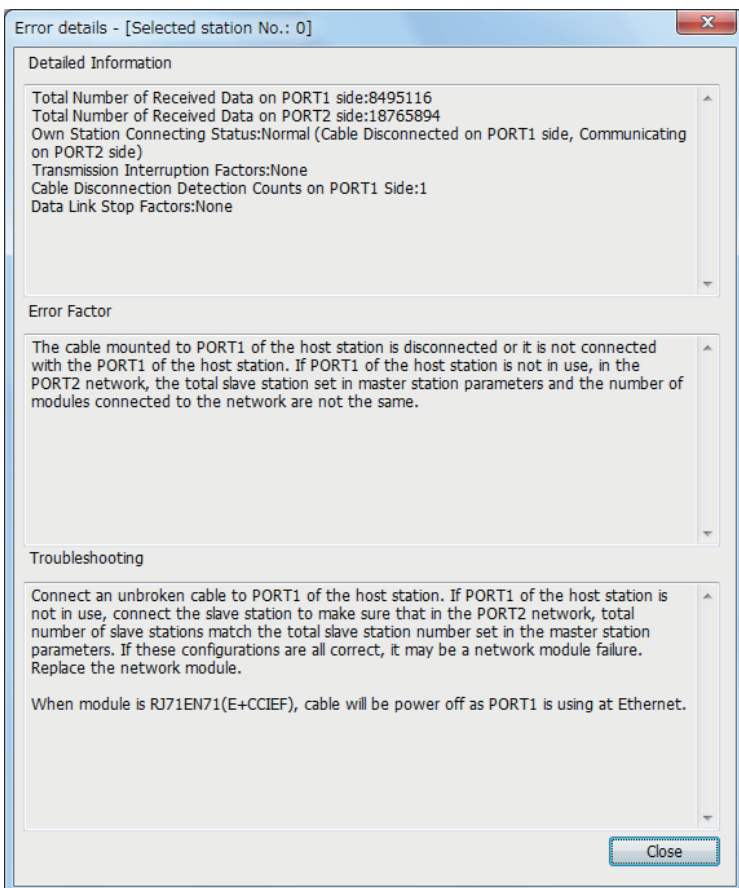 Error details - [Selected station No.: 0]
Detailed Information
Total Number of Received Data on PORT1 side:8495116
Total Number of Received Data on PORT2 side:18765894
Own Station Connecting Status:Normal (Cable Disconnected on PORT1 side, Communicating
on PORT2 side)
Transmission Interruption Factors:None
Cable Disconnection Detection Counts on PORT1 Side:1
Data Link Stop Factors:None
Error Factor
The cable mounted to PORT1 of the host station is disconnected or it is not connected
with the PORT1 of the host station. If PORT1 of the host station is not in use, in the
PORT2 network, the total slave station set in master station parameters and the number of
modules connected to the network are not the same.
Troubleshooting
Connect an unbroken cable to PORT1 of the host station. If PORT1 of the host station is
not in use, connect the slave station to make sure that in the PORT2 network, total
number of slave stations match the total slave station number set in the master station
parameters. If these configurations are all correct, it may be a network module failure.
Replace the network module.
When module is RJ71EN71(E+CCIEF), cable will be power off as PORT1 is using at Ethernet.
Close